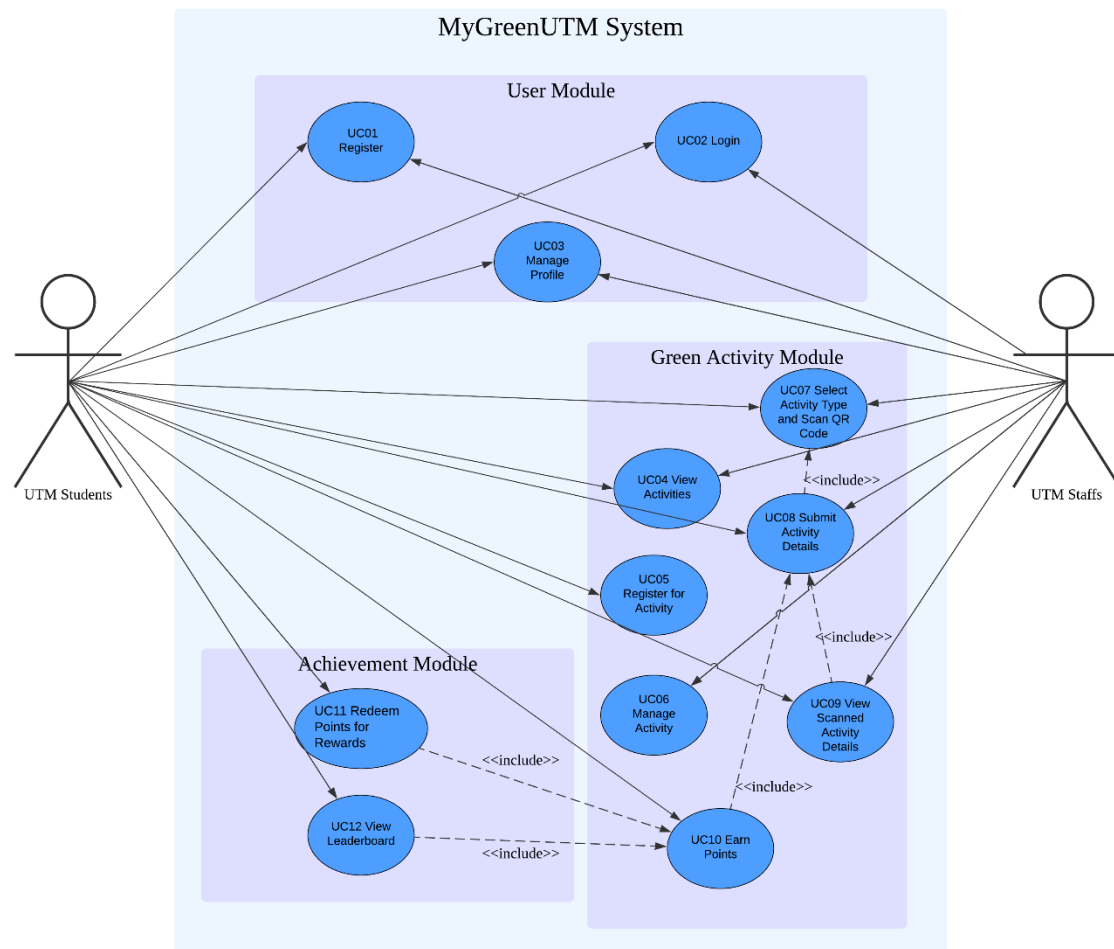 MyGreenUTM System
User Module
UC01
Register
UC02 Login
UC03
Manage
Profile
UTM Students
UTM Staffs
Green Activity Module
UC07 Select
Activity Type
and Scan QR
Code
UC04 View
Activities
<<include>>
UC08 Submit
Activity
Details
UC05
Register for
Activity
<<include>>
UC06
Manage
Activity
UC09 View
Scanned
Activity
Details
<<include>>
UC10 Earn
Points
Achievement Module
UC11 Redeem
Points for
Rewards
<<include>>
UC12 View
Leaderboard
<<include>>